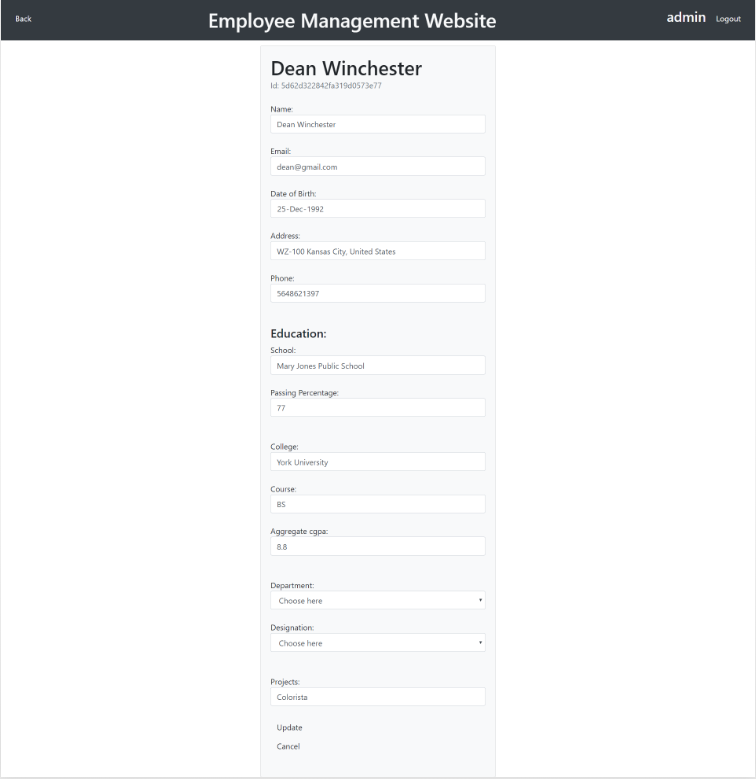 Back
Employee Management Website
admin
Logout
Dean Winchester
Id: 5d62d322842fa319d0573e77
Name:
Dean Winchester
Email:
dean@gmail.com
Date of Birth:
25-Dec-1992
Address:
WZ-100 Kansas City, United States
Phone:
5648621397
Education:
School:
Mary Jones Public School
Passing Percentage:
77
College:
York University
Course:
BS
Aggregate cgpa:
8.8
Department:
Choose here
Designation:
Choose here
Projects:
Colorista
Update
Cancel